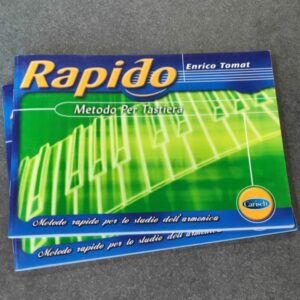 Rapido
Enrico Tomat
Metodo Per Tastiera
Carisch
Metodo rapido per lo studio dell'armonica
Metodo rapido per lo studio dell'armonica